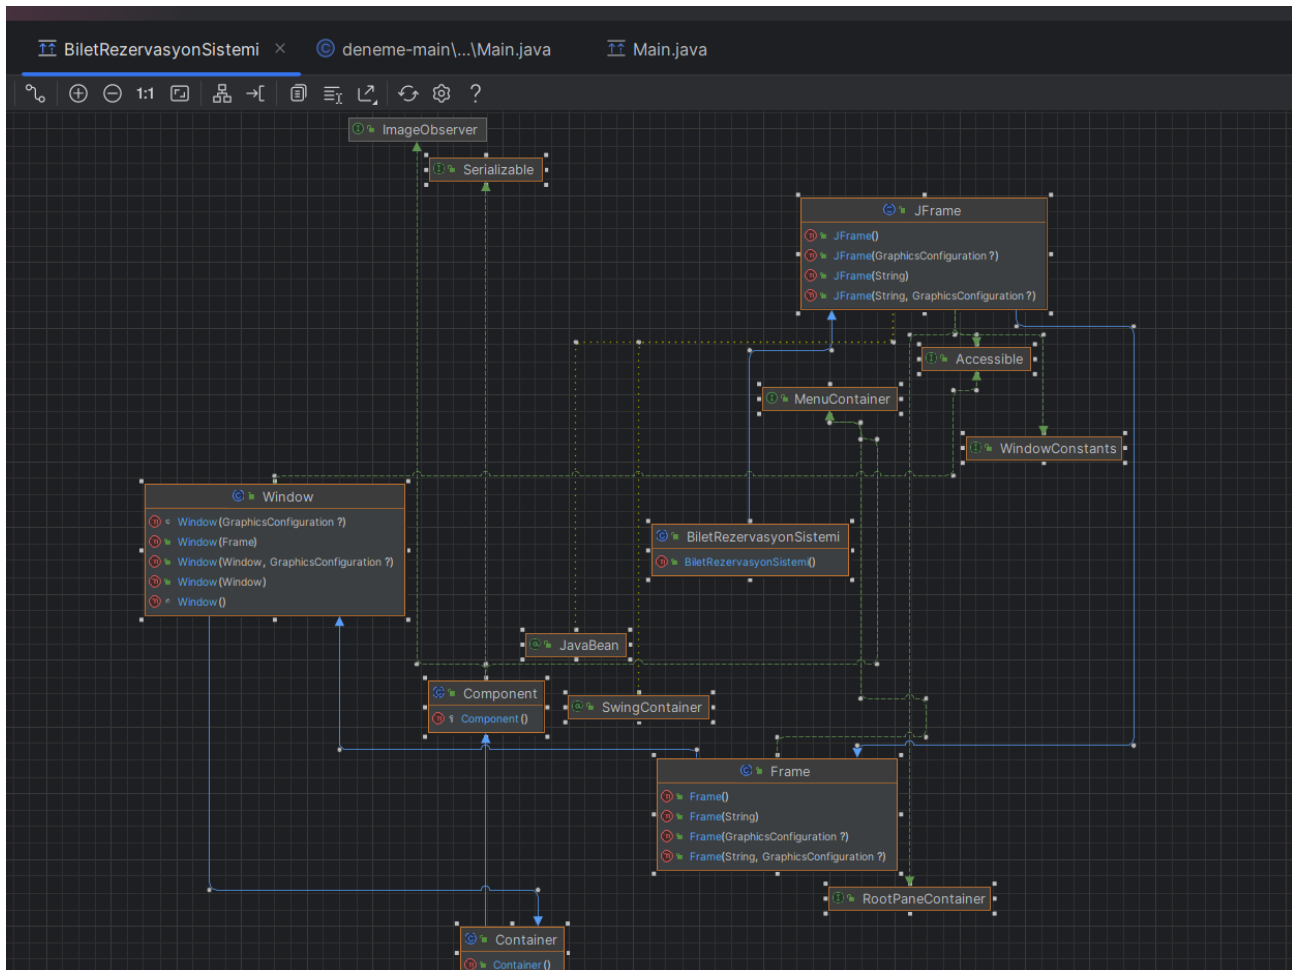 BiletRezervasyonSistemi
deneme-main\...\Main.java
Main.java
1:1
ImageObserver
Serializable
JFrame
JFrame()
JFrame(GraphicsConfiguration ?)
JFrame(String)
JFrame(String, GraphicsConfiguration ?)
Accessible
MenuContainer
WindowConstants
Window
Window(GraphicsConfiguration ?)
Window(Frame)
Window(Window, GraphicsConfiguration ?)
Window(Window)
Window()
BiletRezervasyonSistemi
BiletRezervasyonSistemi()
JavaBean
Component
Component()
SwingContainer
Frame
Frame()
Frame(String)
Frame(GraphicsConfiguration ?)
Frame(String, GraphicsConfiguration ?)
RootPaneContainer
Container
Container()